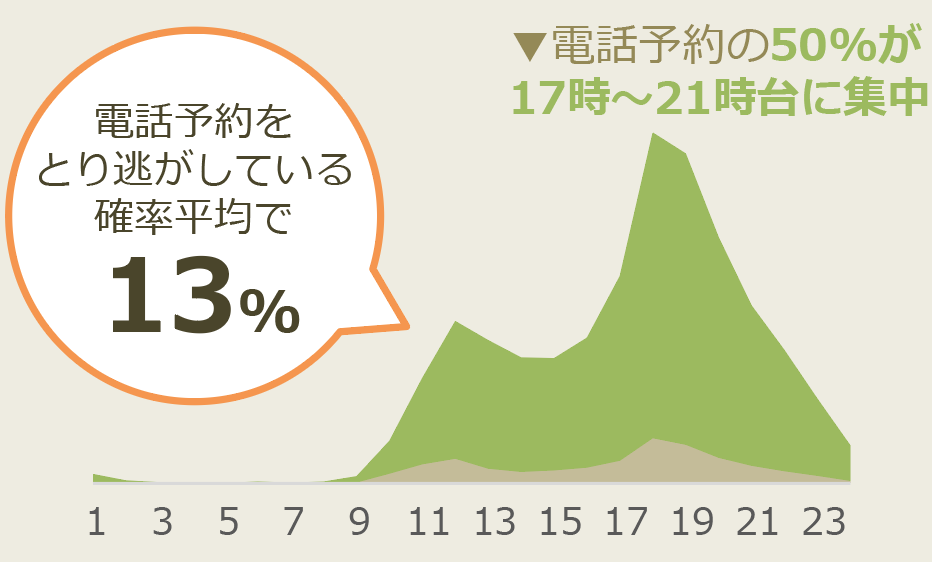 ▼電話予約の50%が
17時～21時台に集中
電話予約を
とり逃がしている
確率平均で
13%
1 3 5 7 9 11 13 15 17 19 21 23